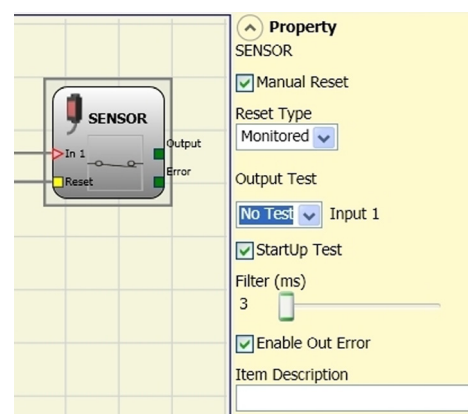 SENSOR
In 1
Reset
Output
Error
Property
SENSOR
Manual Reset
Reset Type
Monitored
Output Test
No Test Input 1
StartUp Test
Filter (ms)
3
Enable Out Error
Item Description